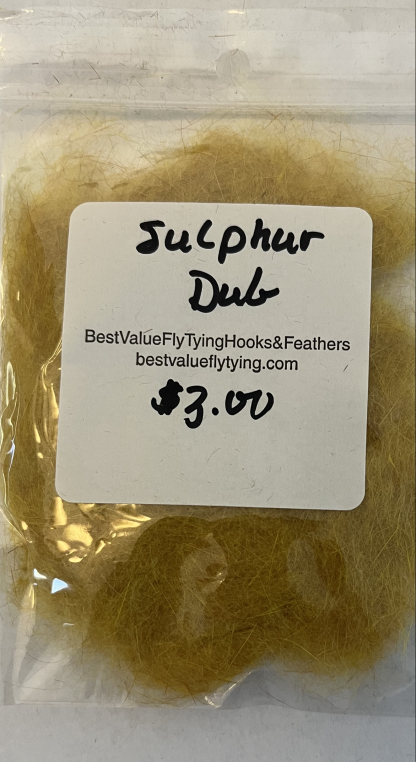 Sulphur
Dub
BestValueFlyTyingHooks&Feathers
bestvalueflytying.com
$3.00